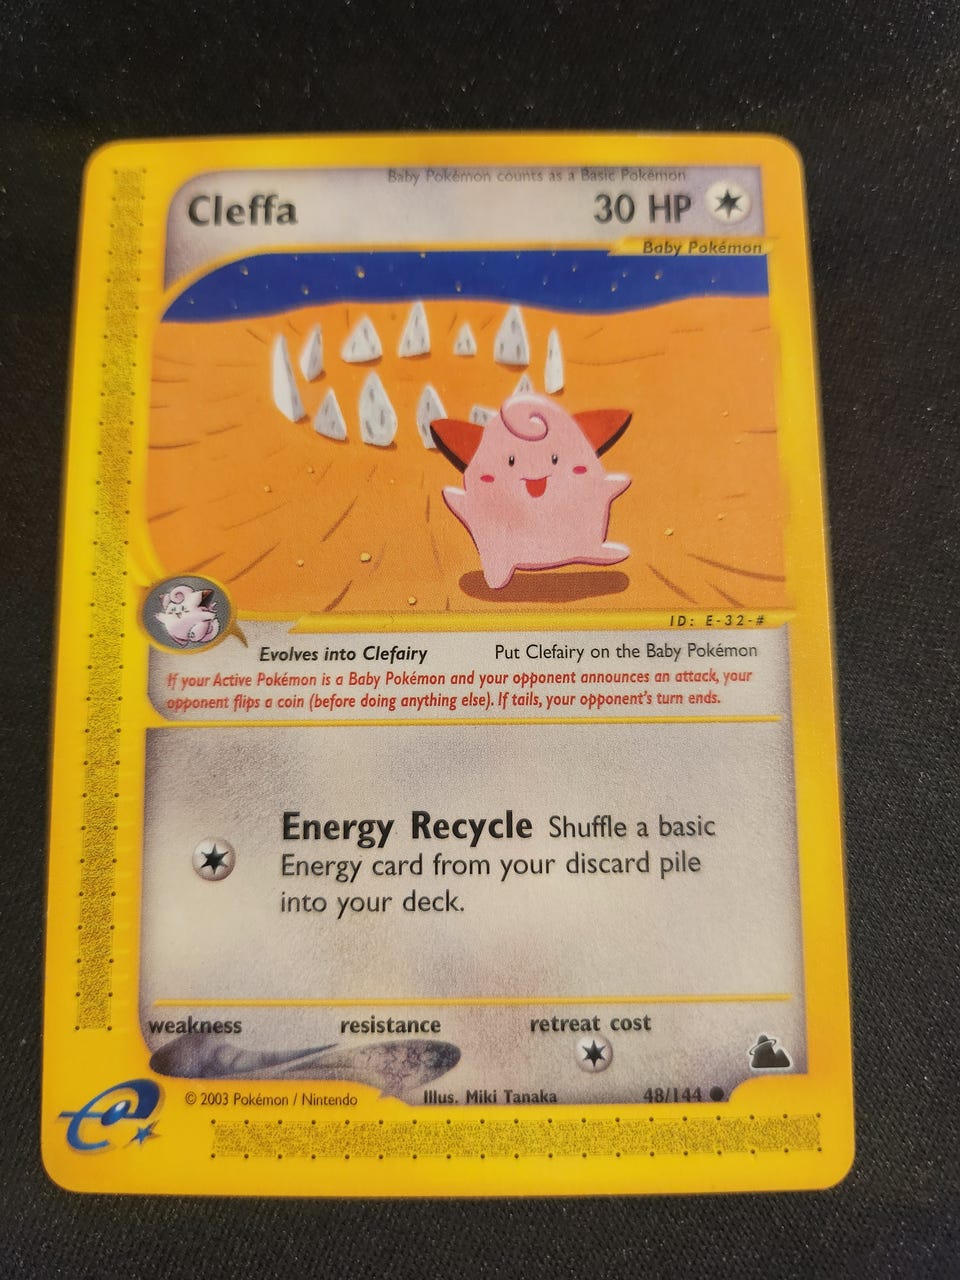 Baby Pokémon counts as a Basic Pokémon
Cleffa 30 HP
Baby Pokémon
ID: E-32-#
Evolves into Clefairy Put Clefairy on the Baby Pokémon
If your Active Pokémon is a Baby Pokémon and your opponent announces an attack, your
opponent flips a coin (before doing anything else). If tails, your opponent's turn ends.
Energy Recycle Shuffle a basic
Energy card from your discard pile
into your deck.
weakness resistance retreat cost
© 2003 Pokémon / Nintendo Illus. Miki Tanaka 48/144
e